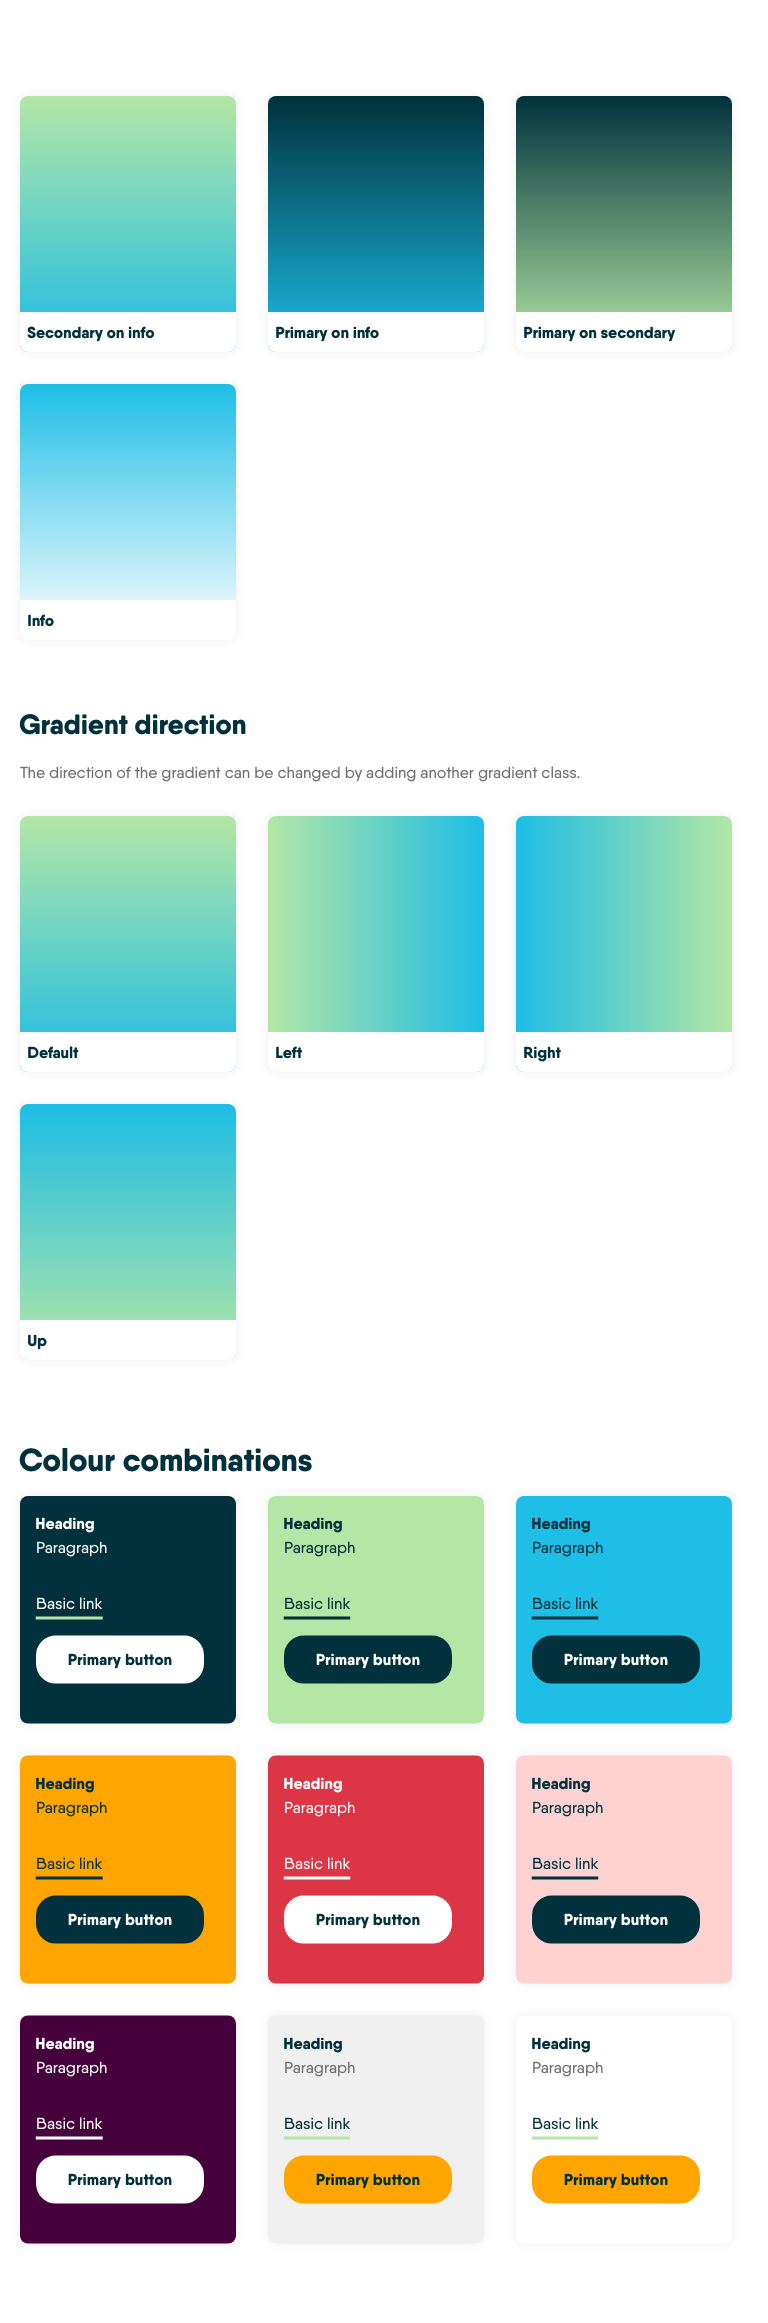 Secondary on info
Primary on info
Primary on secondary
Info
Gradient direction
The direction of the gradient can be changed by adding another gradient class.
Default
Left
Right
Up
Colour combinations
Heading
Paragraph
Basic link
Primary button
Heading
Paragraph
Basic link
Primary button
Heading
Paragraph
Basic link
Primary button
Heading
Paragraph
Basic link
Primary button
Heading
Paragraph
Basic link
Primary button
Heading
Paragraph
Basic link
Primary button
Heading
Paragraph
Basic link
Primary button
Heading
Paragraph
Basic link
Primary button
Heading
Paragraph
Basic link
Primary button